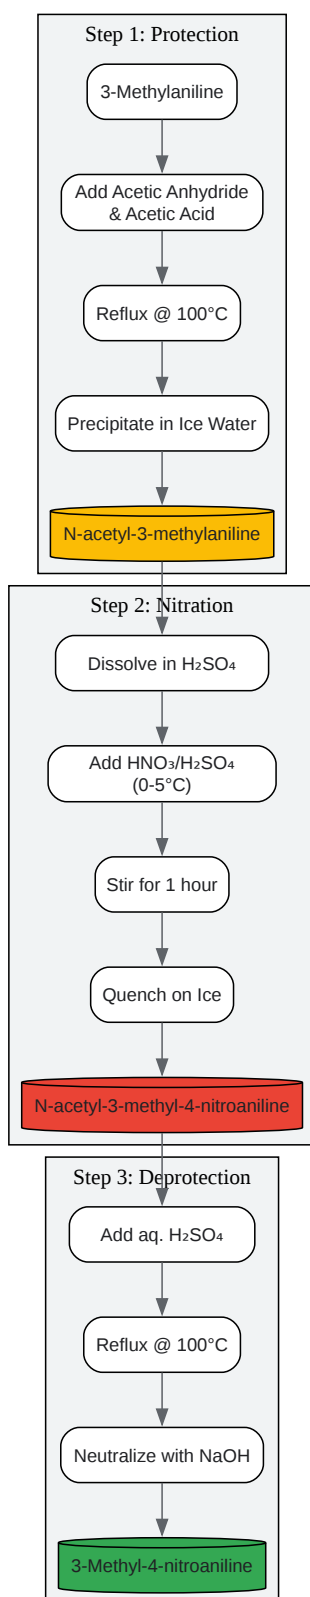 Step 1: Protection
3-Methylaniline
Add Acetic Anhydride
& Acetic Acid
Reflux @ 100°C
Precipitate in Ice Water
N-acetyl-3-methylaniline
Step 2: Nitration
Dissolve in H₂SO₄
Add HNO₃/H₂SO₄
(0-5°C)
Stir for 1 hour
Quench on Ice
N-acetyl-3-methyl-4-nitroaniline
Step 3: Deprotection
Add aq. H₂SO₄
Reflux @ 100°C
Neutralize with NaOH
3-Methyl-4-nitroaniline